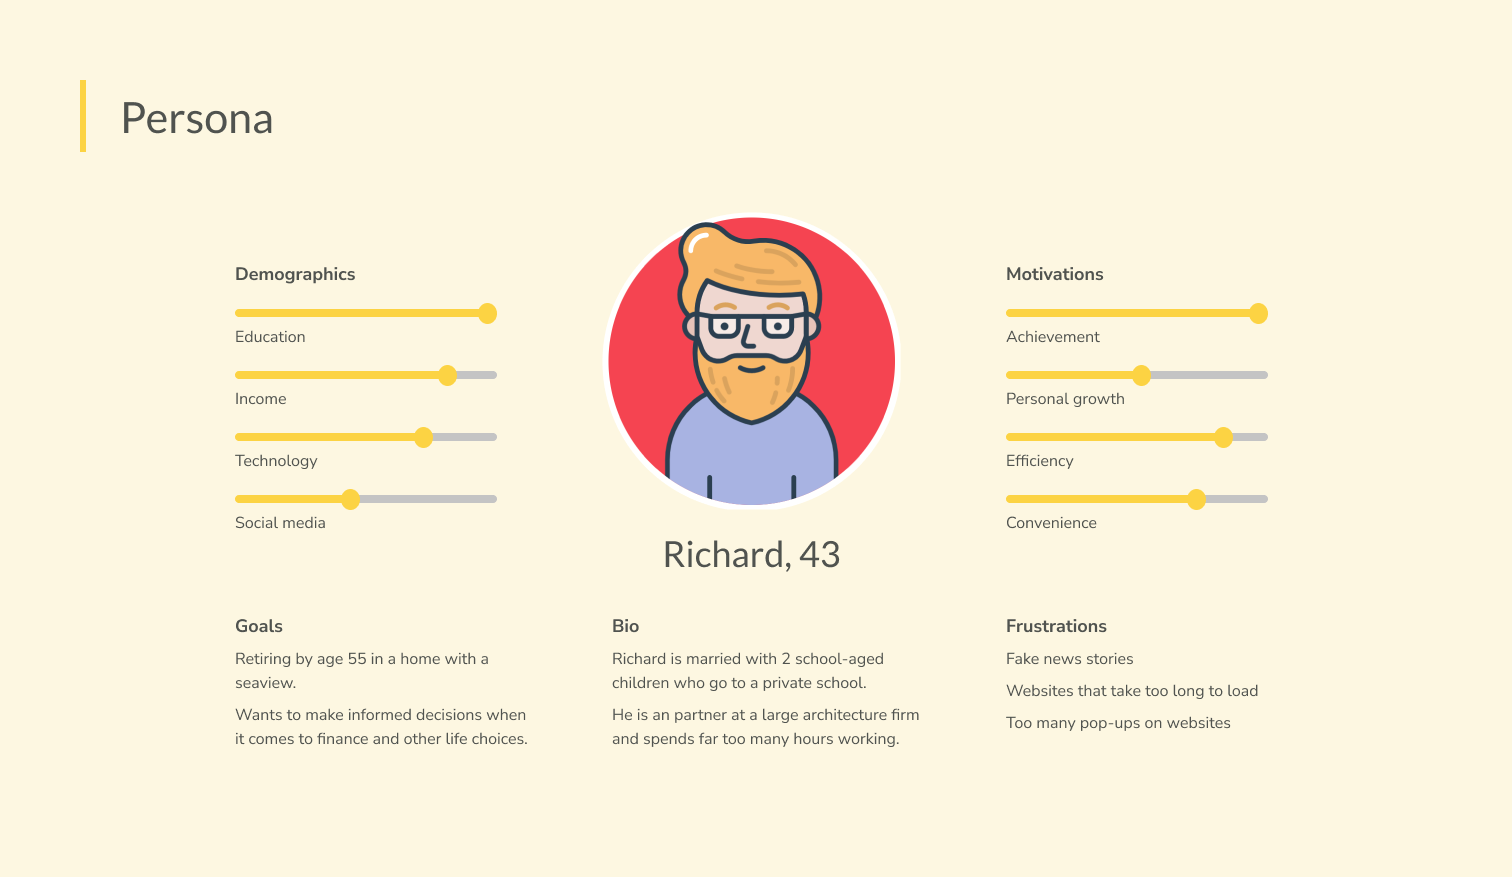 Persona
Demographics
Education
Income
Technology
Social media
Richard, 43
Motivations
Achievement
Personal growth
Efficiency
Convenience
Goals
Retiring by age 55 in a home with a
seaview.
Wants to make informed decisions when
it comes to finance and other life choices.
Bio
Richard is married with 2 school-aged
children who go to a private school.
He is an partner at a large architecture firm
and spends far too many hours working.
Frustrations
Fake news stories
Websites that take too long to load
Too many pop-ups on websites